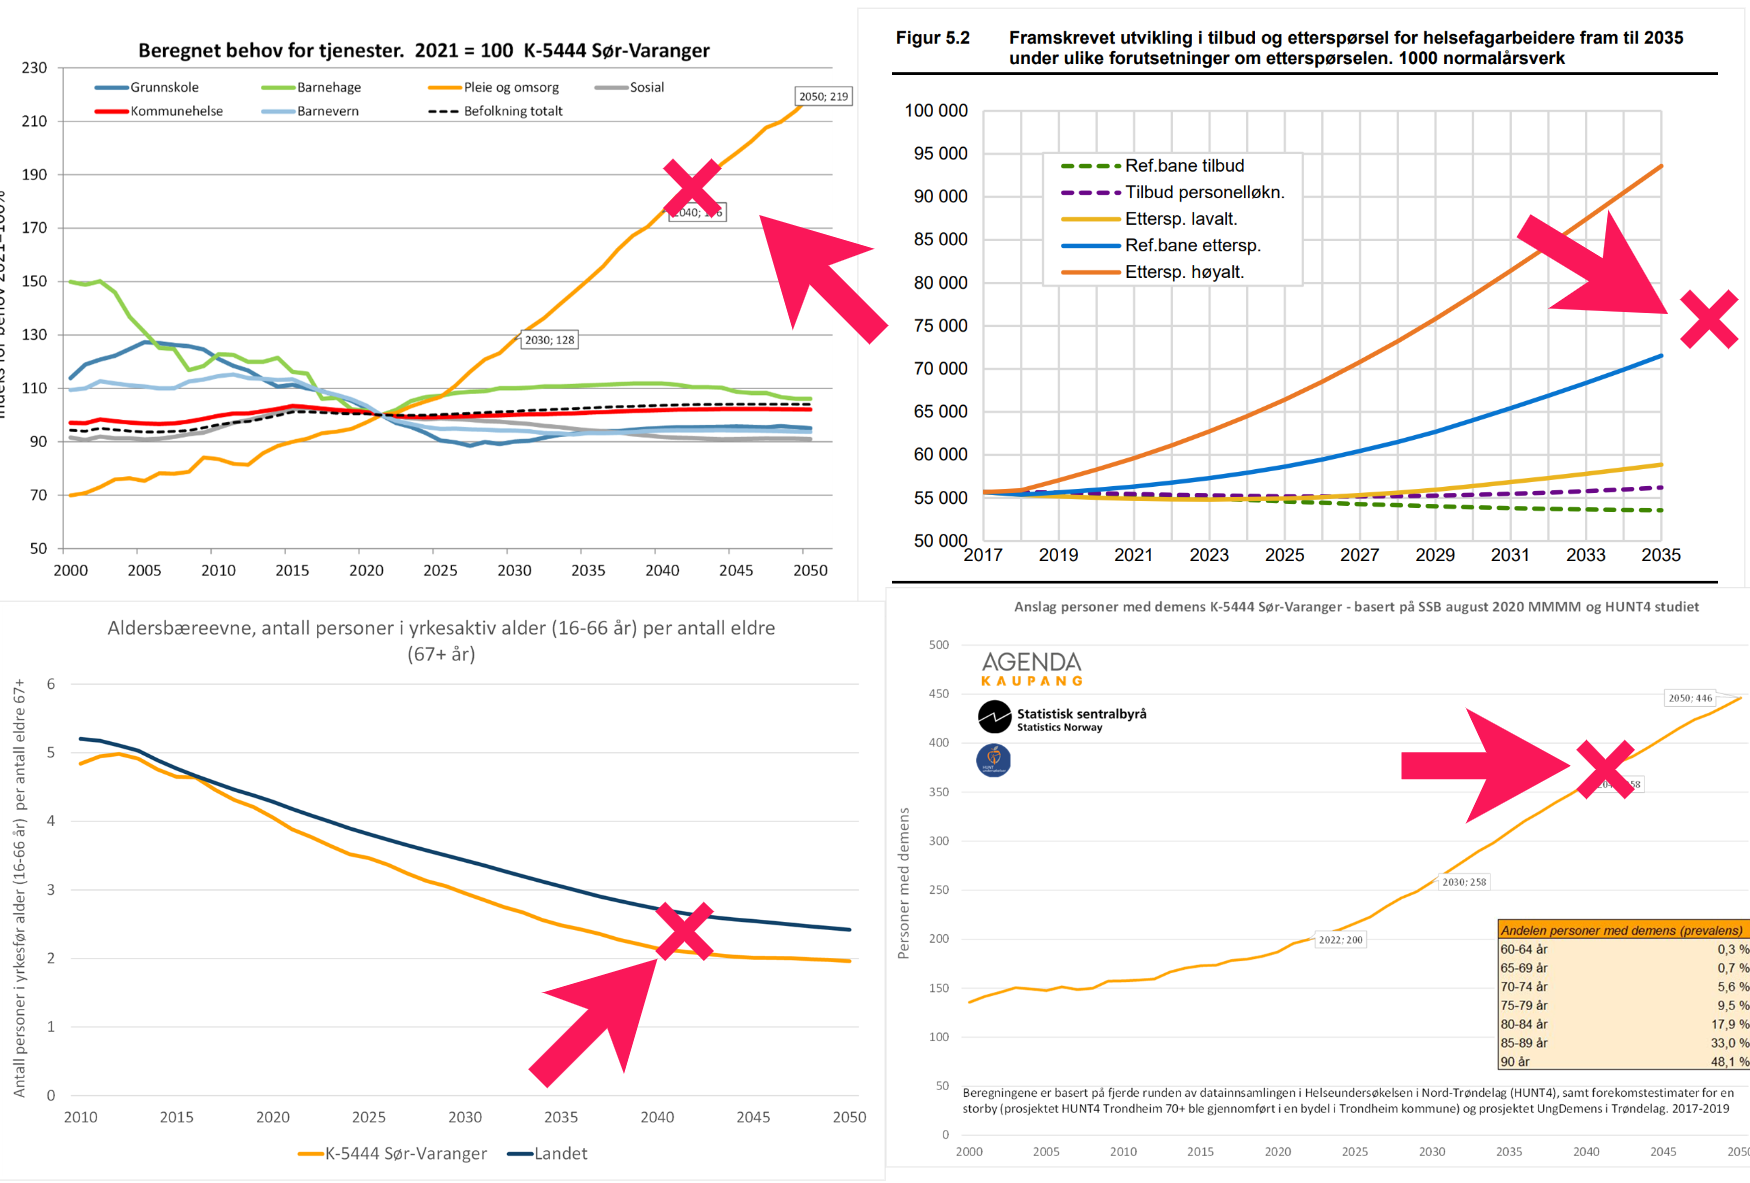 Beregnet behov for tjenester. 2021 = 100 K-5444 Sør-Varanger
230
210
190
170
150
130
110
90
70
50
Grunnskole
Barnehage
Pleie og omsorg
Sosial
Kommunehelse
Barnevern
Befolkning totalt
2050; 219
2030; 128
2000
2005
2010
2015
2020
2025
2030
2035
2040
2045
2050
Figur 5.2 Framskrevet utvikling i tilbud og etterspørsel for helsefagarbeidere fram til 2035
under ulike forutsetninger om etterspørselen. 1000 normalårsverk
100 000
95 000
90 000
85 000
80 000
75 000
70 000
65 000
60 000
55 000
50 000
Ref.bane tilbud
Tilbud personelløkn.
Ettersp. lavalt.
Ref.bane ettersp.
Ettersp. høyalt.
2017
2019
2021
2023
2025
2027
2029
2031
2033
2035
Aldersbæreevne, antall personer i yrkesaktiv alder (16-66 år) per antall eldre
(67+ år)
Antall personer i yrkesfør alder (16-66 år) per antall eldre 67+
6
5
4
3
2
1
0
2010
2015
2020
2025
2030
2035
2040
2045
2050
K-5444 Sør-Varanger
Landet
Anslag personer med demens K-5444 Sør-Varanger - basert på SSB august 2020 MMMM og HUNT4 studiet
AGENDA
KAUPANG
Statistisk sentralbyrå
Statistics Norway
HUNT
Personer med demens
500
450
400
350
300
250
200
150
100
50
0
2050; 446
2030; 258
2022; 200
Andelen personer med demens (prevalens)
60-64 år 0,3 %
65-69 år 0,7 %
70-74 år 5,6 %
75-79 år 9,5 %
80-84 år 17,9 %
85-89 år 33,0 %
90 år 48,1 %
Beregningene er basert på fjerde runden av datainnsamlingen i Helseundersøkelsen i Nord-Trøndelag (HUNT4), samt forekomstestimater for en
storby (prosjektet HUNT4 Trondheim 70+ ble gjennomført i en bydel i Trondheim kommune) og prosjektet UngDemens i Trøndelag. 2017-2019
2000
2005
2010
2015
2020
2025
2030
2035
2040
2045
2050